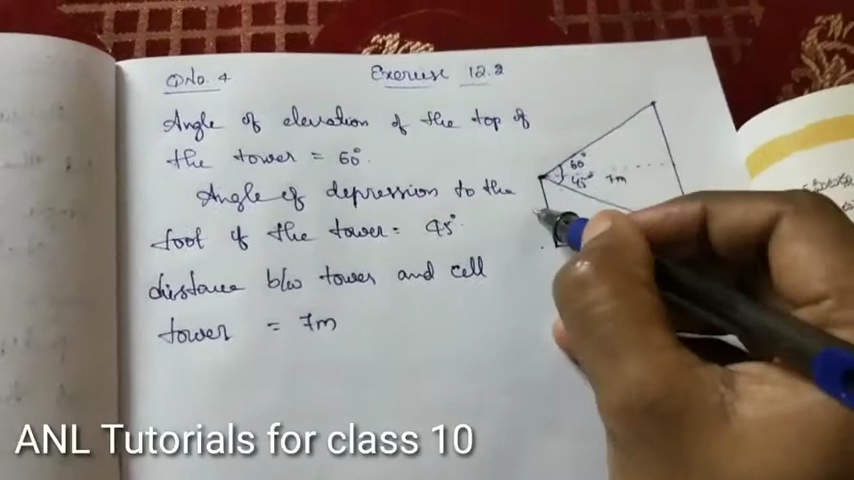 QNo. 4
Exercise 12.2
Angle of elevation of the top of
the tower = 60°.
Angle of depression to the
foot of the tower = 45°.
distance b/w tower and cell
tower = 7m
60°
45° 7m
ANL Tutorials for class 10